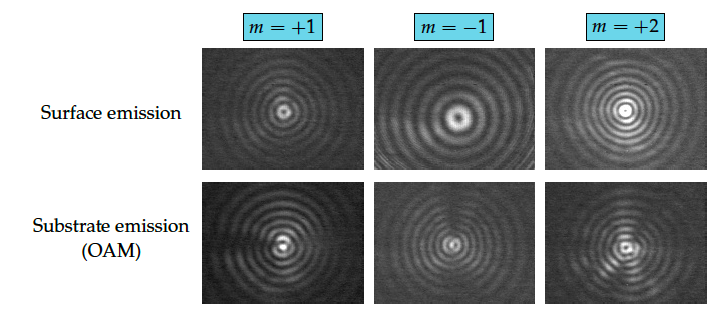 m = +1
m = −1
m = +2
Surface emission
Substrate emission
(OAM)